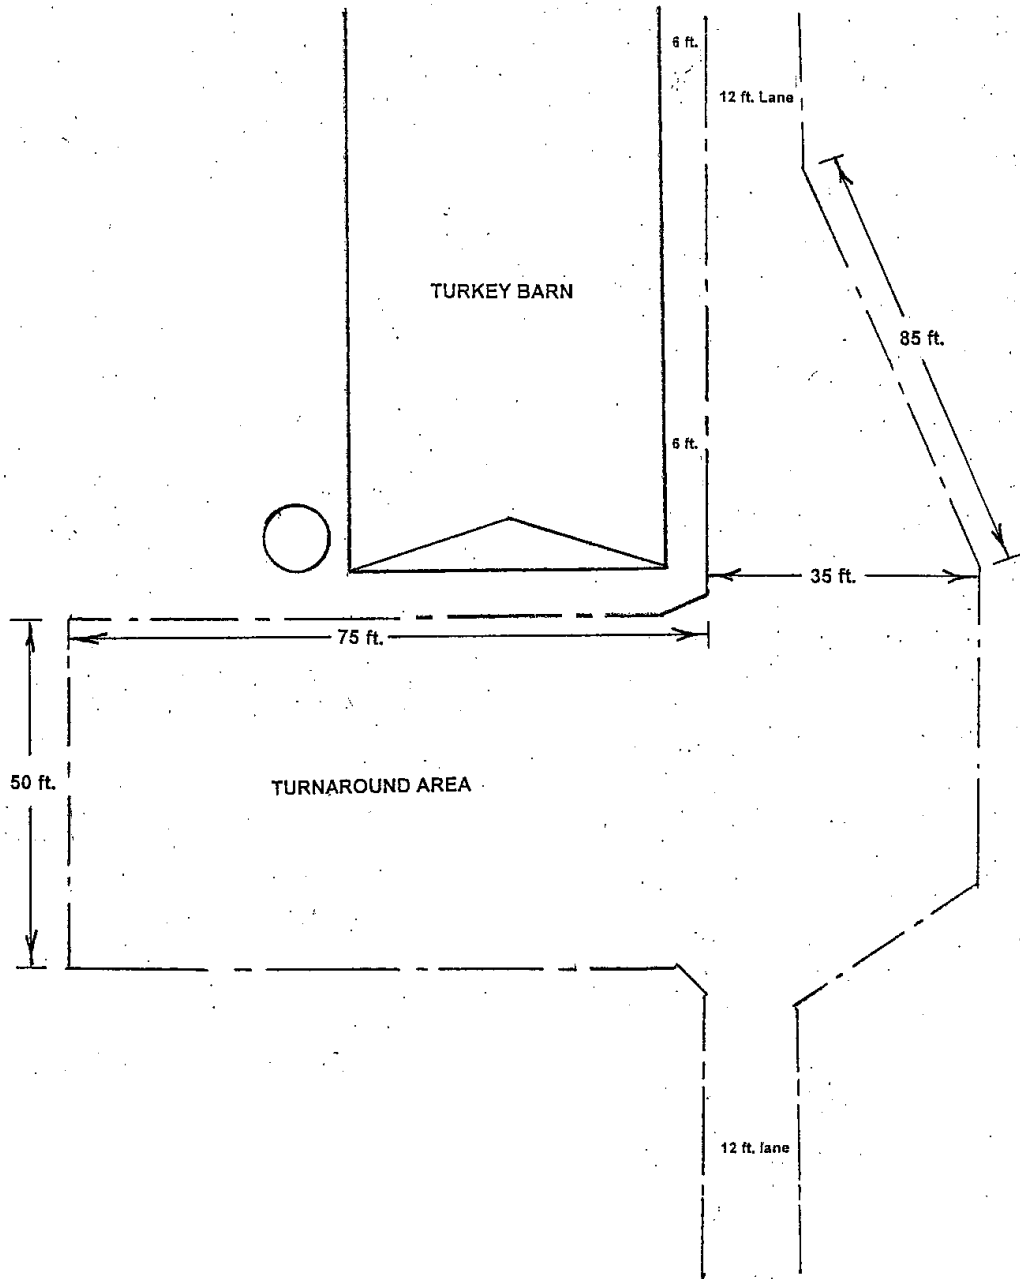 6 ft.
12 ft. Lane
TURKEY BARN
85 ft.
6 ft.
35 ft.
75 ft.
50 ft.
TURNAROUND AREA
12 ft. lane